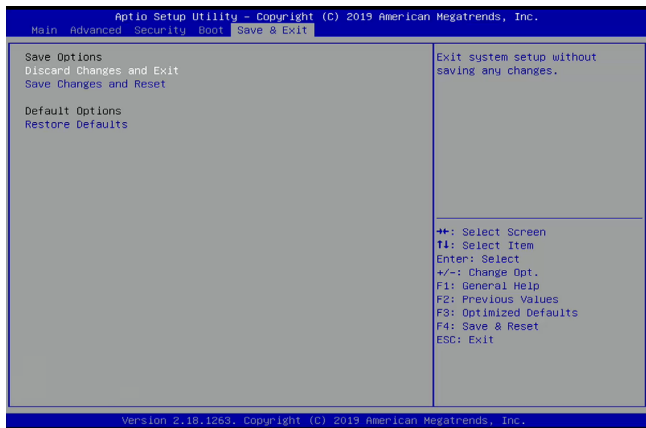 Aptio Setup Utility – Copyright (C) 2019 American Megatrends, Inc.
Main Advanced Security Boot Save & Exit
Save Options
Discard Changes and Exit
Save Changes and Reset
Default Options
Restore Defaults
Exit system setup without
saving any changes.
→←: Select Screen
↑↓: Select Item
Enter: Select
+/-: Change Opt.
F1: General Help
F2: Previous Values
F3: Optimized Defaults
F4: Save & Reset
ESC: Exit
Version 2.18.1263. Copyright (C) 2019 American Megatrends, Inc.